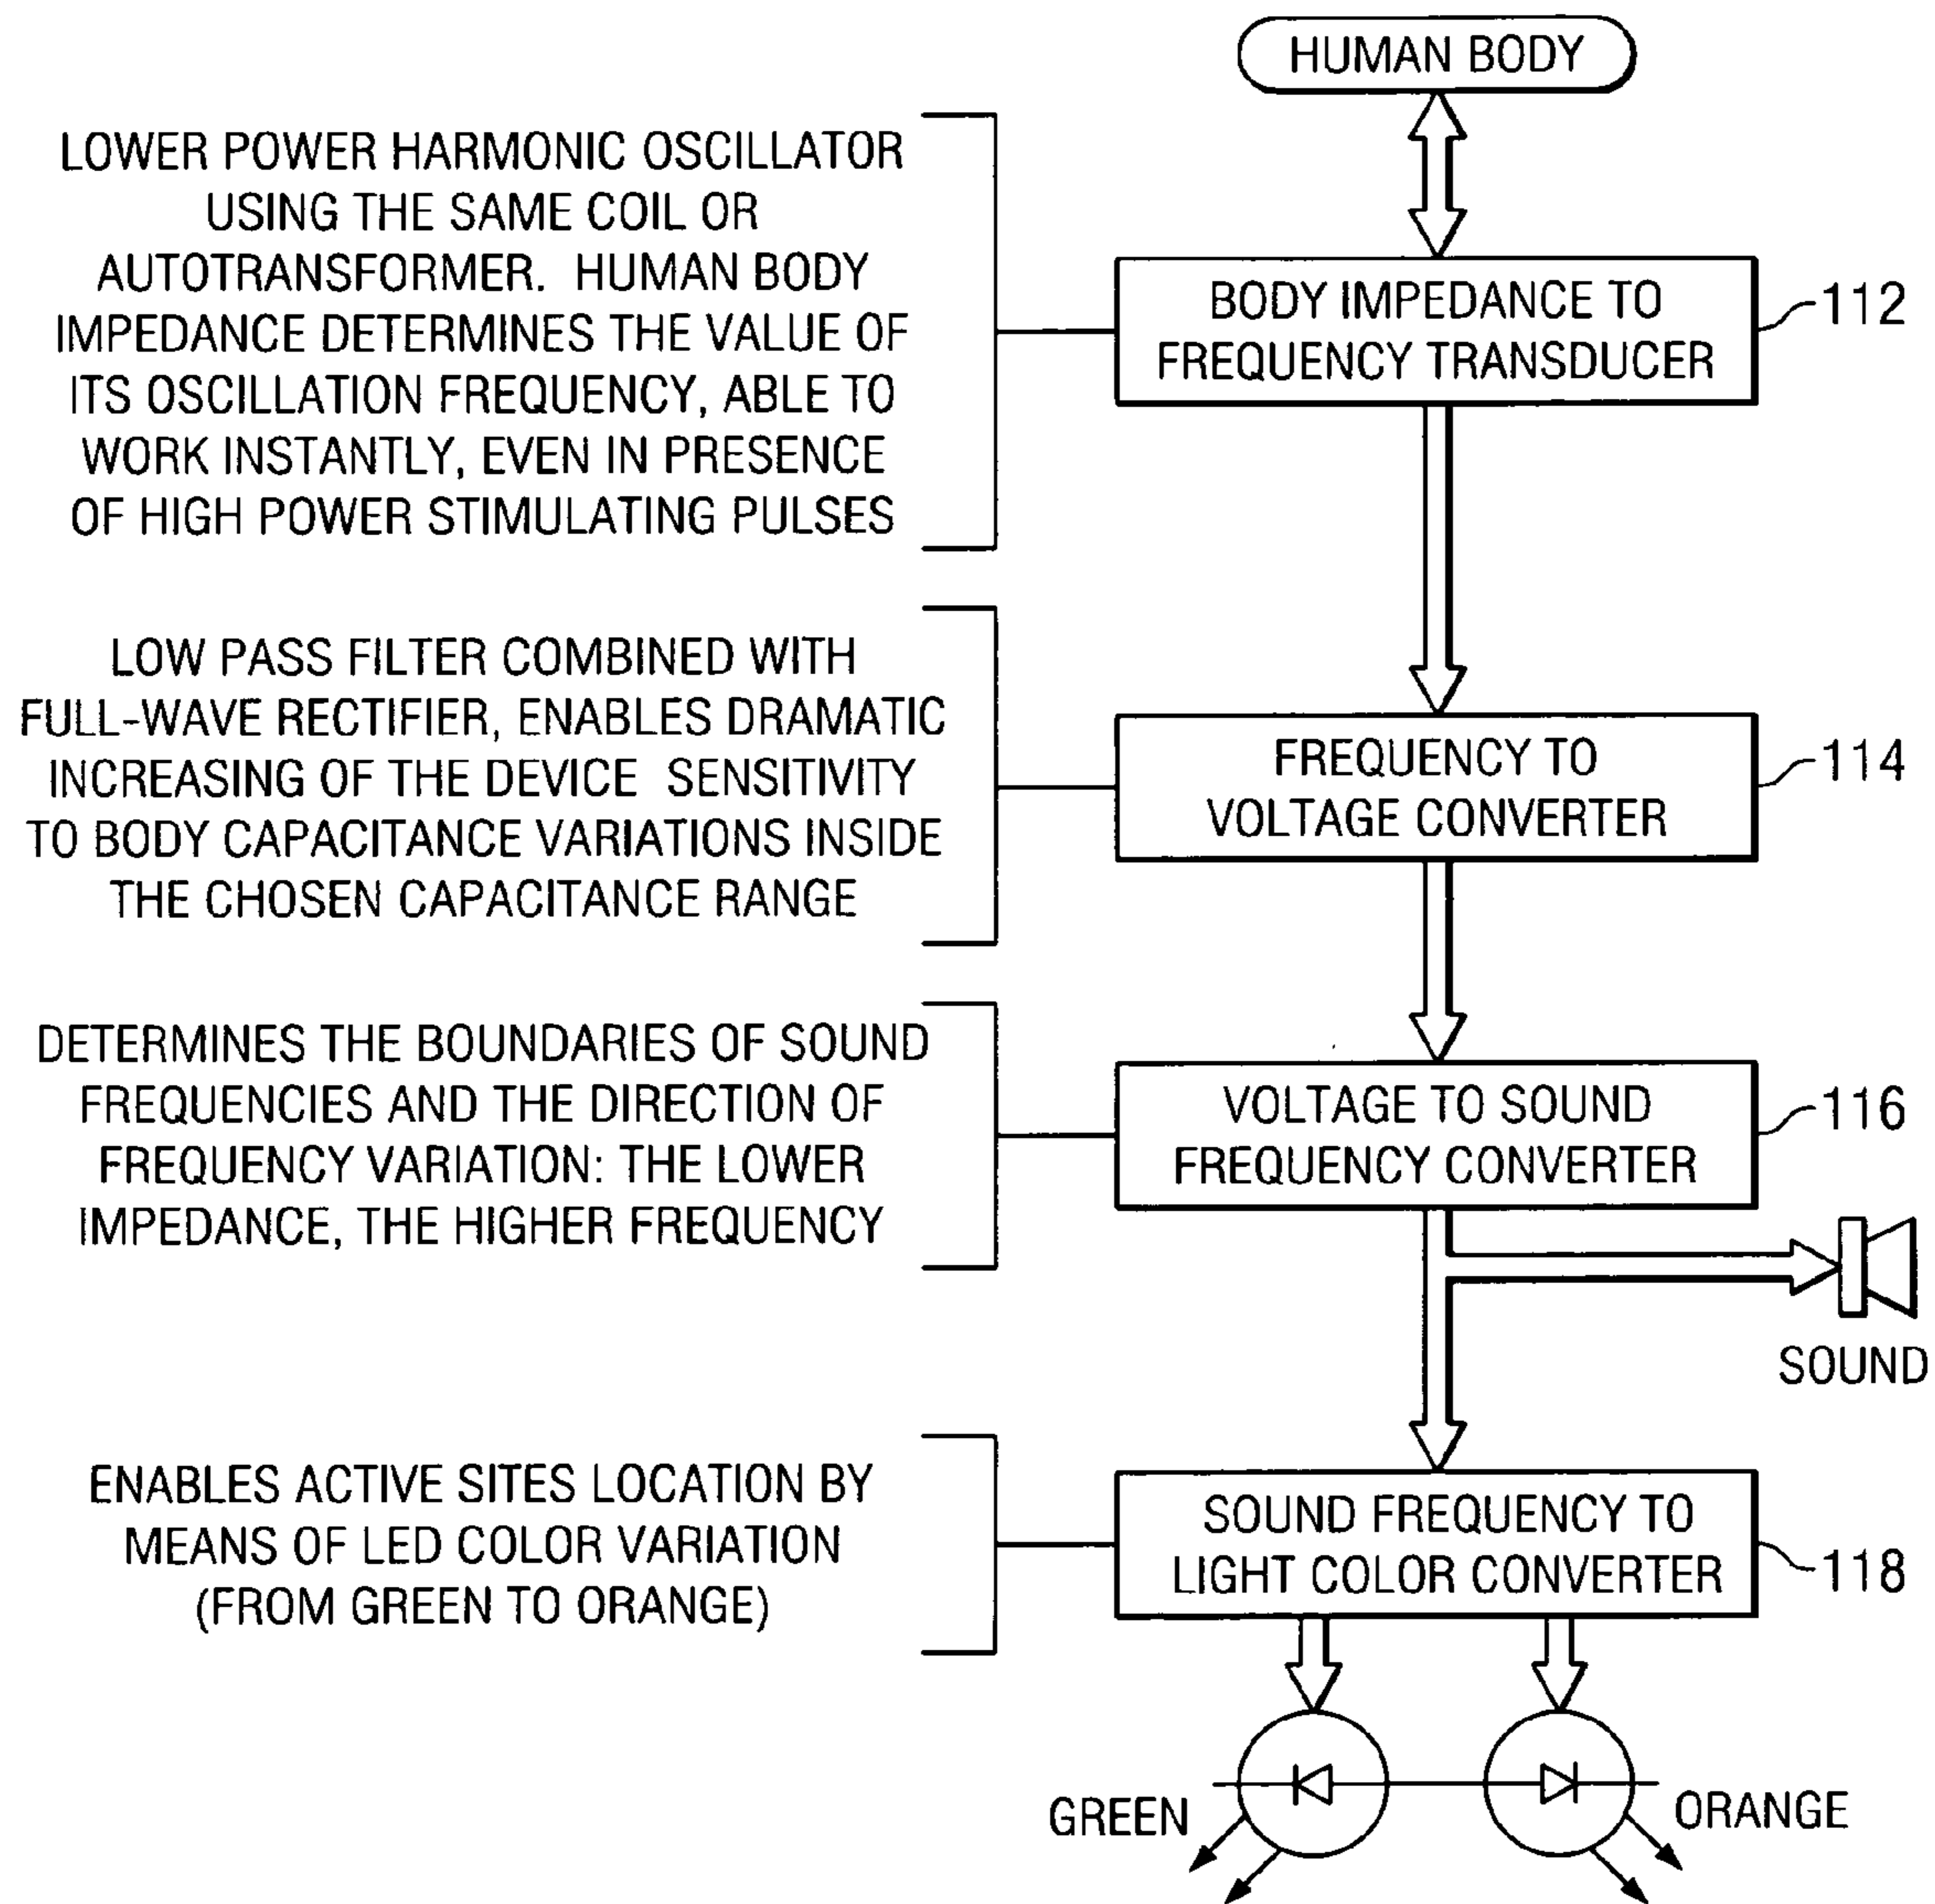 HUMAN BODY
LOWER POWER HARMONIC OSCILLATOR
USING THE SAME COIL OR
AUTOTRANSFORMER. HUMAN BODY
IMPEDANCE DETERMINES THE VALUE OF
ITS OSCILLATION FREQUENCY, ABLE TO
WORK INSTANTLY, EVEN IN PRESENCE
OF HIGH POWER STIMULATING PULSES
BODY IMPEDANCE TO
FREQUENCY TRANSDUCER
112
LOW PASS FILTER COMBINED WITH
FULL-WAVE RECTIFIER, ENABLES DRAMATIC
INCREASING OF THE DEVICE SENSITIVITY
TO BODY CAPACITANCE VARIATIONS INSIDE
THE CHOSEN CAPACITANCE RANGE
FREQUENCY TO
VOLTAGE CONVERTER
114
DETERMINES THE BOUNDARIES OF SOUND
FREQUENCIES AND THE DIRECTION OF
FREQUENCY VARIATION: THE LOWER
IMPEDANCE, THE HIGHER FREQUENCY
VOLTAGE TO SOUND
FREQUENCY CONVERTER
116
SOUND
ENABLES ACTIVE SITES LOCATION BY
MEANS OF LED COLOR VARIATION
(FROM GREEN TO ORANGE)
SOUND FREQUENCY TO
LIGHT COLOR CONVERTER
118
GREEN
ORANGE